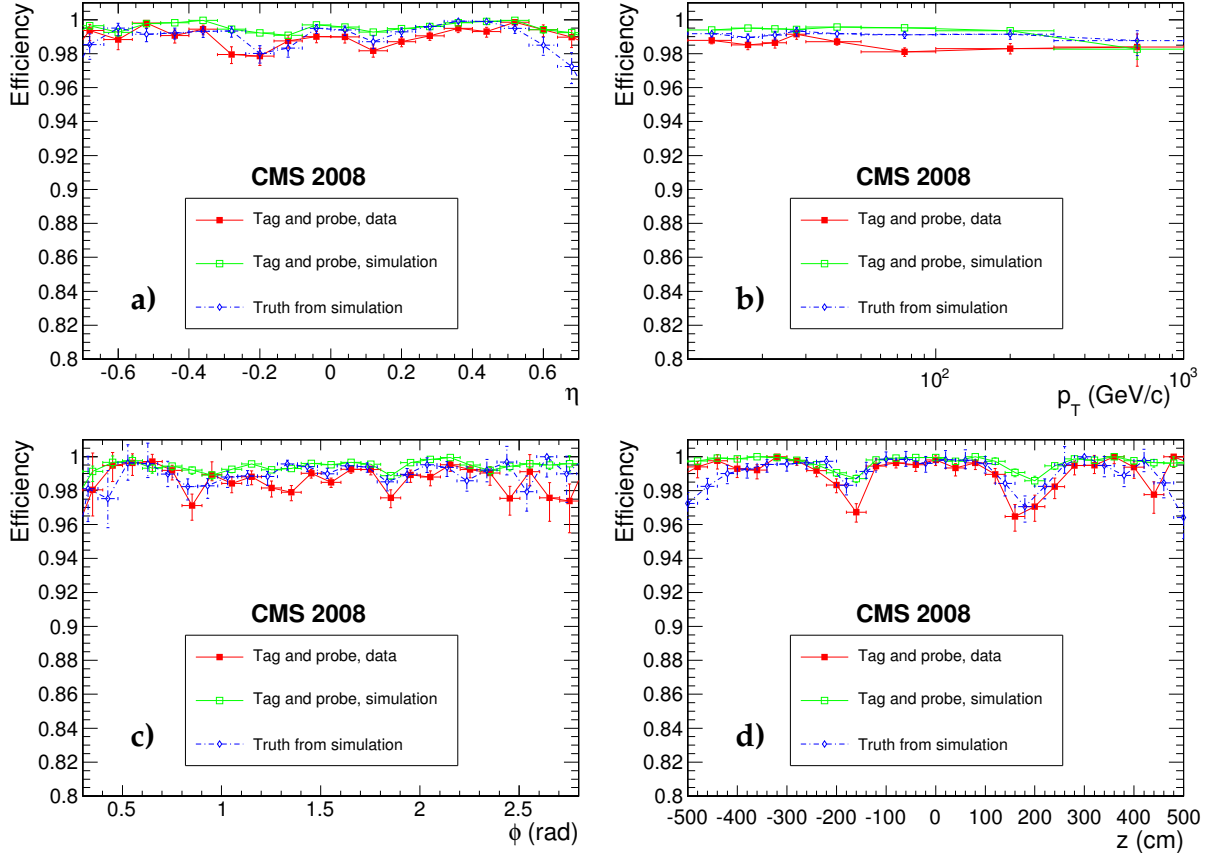 Efficiency
1
0.98
0.96
0.94
0.92
0.9
0.88
0.86
0.84
0.82
0.8
CMS 2008
Tag and probe, data
Tag and probe, simulation
Truth from simulation
a)
-0.6 -0.4 -0.2 0 0.2 0.4 0.6
η
Efficiency
1
0.98
0.96
0.94
0.92
0.9
0.88
0.86
0.84
0.82
0.8
CMS 2008
Tag and probe, data
Tag and probe, simulation
Truth from simulation
b)
10² 10³
p_T (GeV/c)
Efficiency
1
0.98
0.96
0.94
0.92
0.9
0.88
0.86
0.84
0.82
0.8
CMS 2008
Tag and probe, data
Tag and probe, simulation
Truth from simulation
c)
0.5 1 1.5 2 2.5
ϕ (rad)
Efficiency
1
0.98
0.96
0.94
0.92
0.9
0.88
0.86
0.84
0.82
0.8
CMS 2008
Tag and probe, data
Tag and probe, simulation
Truth from simulation
d)
-500 -400 -300 -200 -100 0 100 200 300 400 500
z (cm)